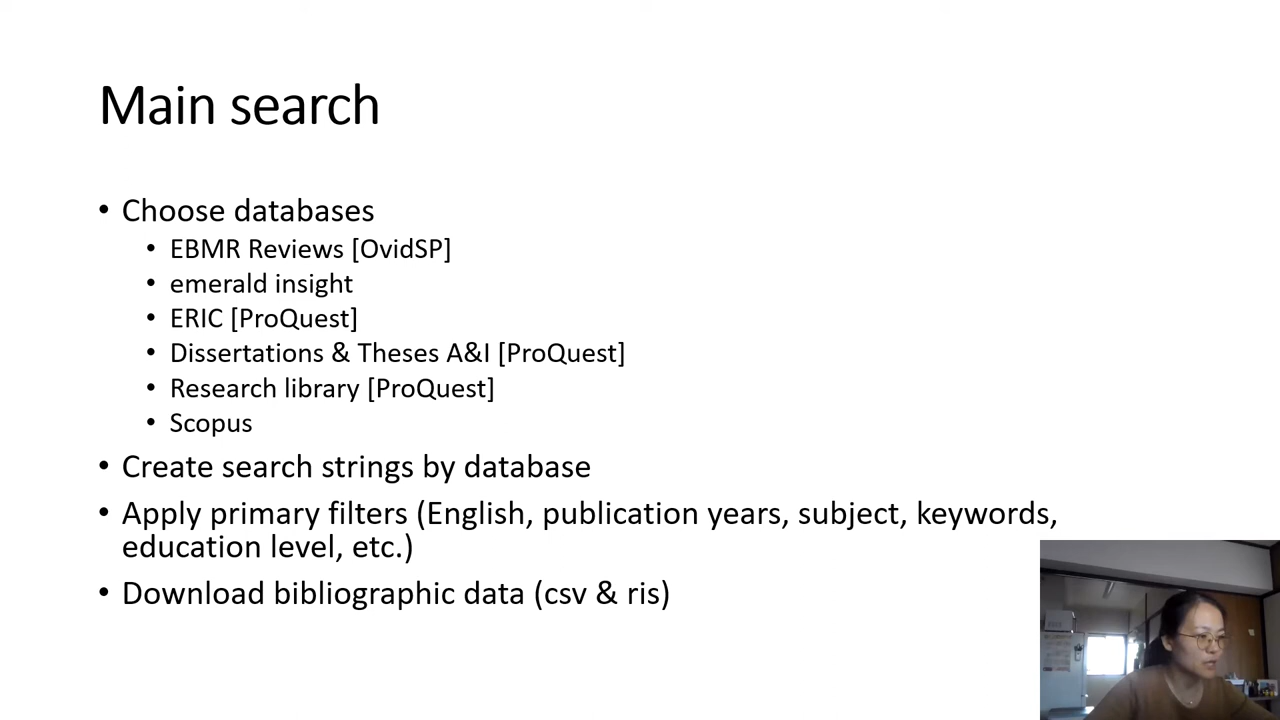 Main search
• Choose databases
• EBMR Reviews [OvidSP]
• emerald insight
• ERIC [ProQuest]
• Dissertations & Theses A&I [ProQuest]
• Research library [ProQuest]
• Scopus
• Create search strings by database
• Apply primary filters (English, publication years, subject, keywords,
education level, etc.)
• Download bibliographic data (csv & ris)